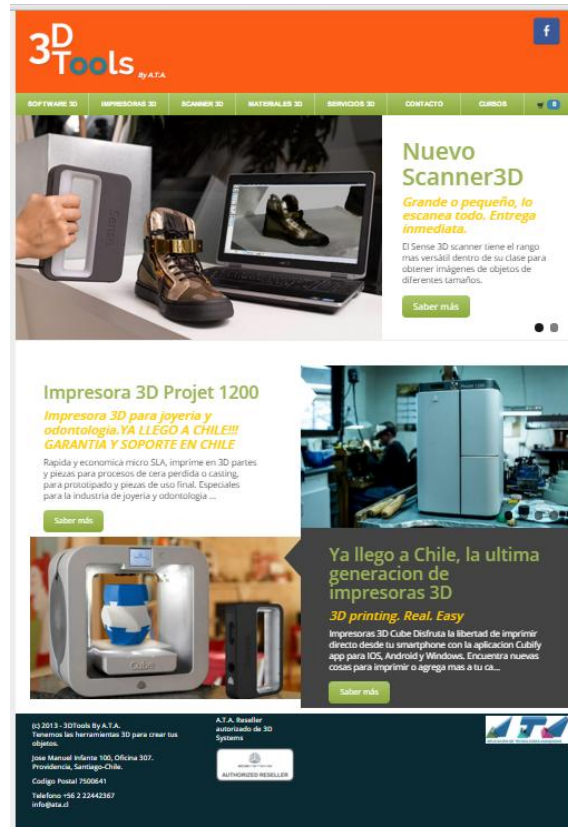 3D
Tools
By A.T.A.
f
SOFTWARE 3D IMPRESORAS 3D SCANNER 3D MATERIALES 3D SERVICIOS 3D CONTACTO CURSOS 0
Sense
Nuevo
Scanner3D
Grande o pequeño, lo
escanea todo. Entrega
inmediata.
El Sense 3D scanner tiene el rango
mas versátil dentro de su clase para
obtener imágenes de objetos de
diferentes tamaños.
Saber más
Impresora 3D Projet 1200
Impresora 3D para joyeria y
odontologia.YA LLEGO A CHILE!!!
GARANTIA Y SOPORTE EN CHILE
Rapida y economica micro SLA, imprime en 3D partes
y piezas para procesos de cera perdida o casting,
para prototipado y piezas de uso final. Especiales
para la industria de joyeria y odontologia ...
Saber más
Cube
Ya llego a Chile, la ultima
generacion de
impresoras 3D
3D printing. Real. Easy
Impresoras 3D Cube Disfruta la libertad de imprimir
directo desde tu smartphone con la aplicacion Cubify
app para IOS, Android y Windows. Encuentra nuevas
cosas para imprimir o agrega mas a tu ca...
Saber más
(c) 2013 - 3DTools By A.T.A.
Tenemos las herramientas 3D para crear tus
objetos.
Jose Manuel Infante 100, Oficina 307.
Providencia, Santiago-Chile.
Codigo Postal 7500641
Telefono +56 2 22442367
info@ata.cl
A.T.A. Reseller
autorizado de 3D
Systems
AUTHORIZED RESELLER
ATA